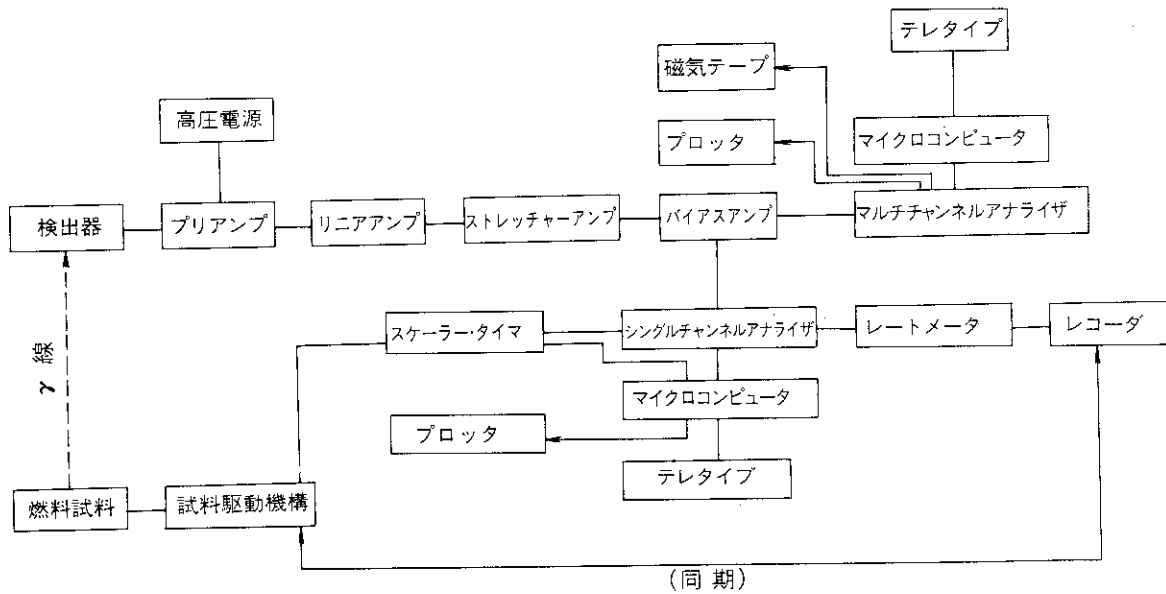 テレタイプ
磁気テープ
高圧電源
プロッタ
マイクロコンピュータ
検出器
プリアンプ
リニアアンプ
ストレッチャーアンプ
バイアスアンプ
マルチチャンネルアナライザ
スケーラー・タイマ
シングルチャンネルアナライザ
レートメータ
レコーダ
γ 線
マイクロコンピュータ
プロッタ
テレタイプ
燃料試料
試料駆動機構
(同 期)